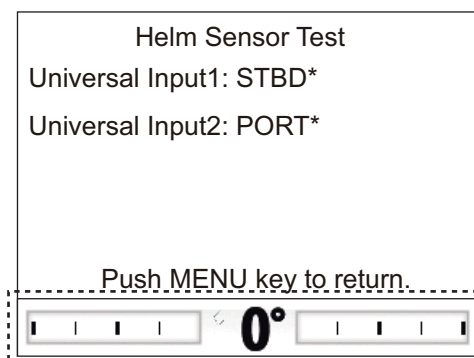 Helm Sensor Test
Universal Input1: STBD*
Universal Input2: PORT*
Push MENU key to return.
0°